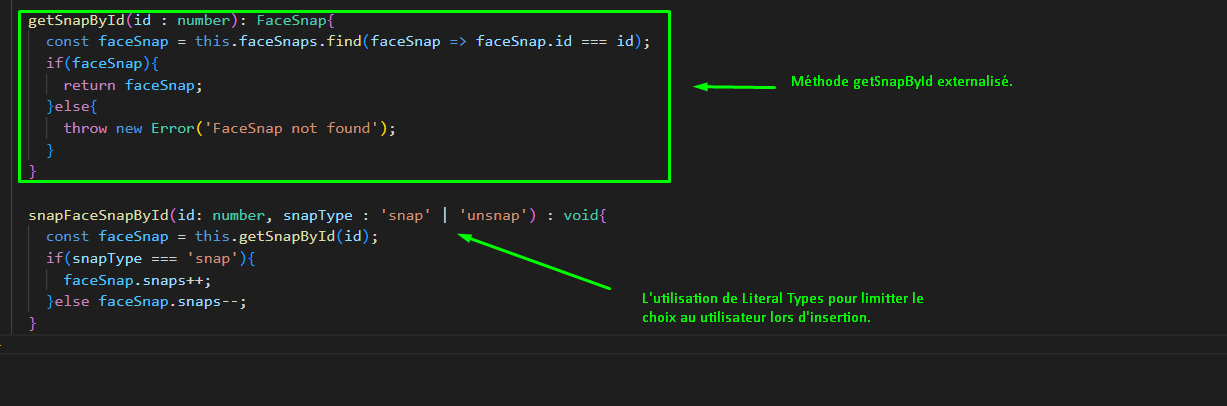 getSnapById(id : number): FaceSnap{
const faceSnap = this.faceSnaps.find(faceSnap => faceSnap.id === id);
if(faceSnap){
return faceSnap;
}else{
throw new Error('FaceSnap not found');
}
}
Méthode getSnapById externalisé.
snapFaceSnapById(id: number, snapType : 'snap' | 'unsnap') : void{
const faceSnap = this.getSnapById(id);
if(snapType === 'snap'){
faceSnap.snaps++;
}else faceSnap.snaps--;
}
L'utilisation de Literal Types pour limitter le
choix au utilisateur lors d'insertion.